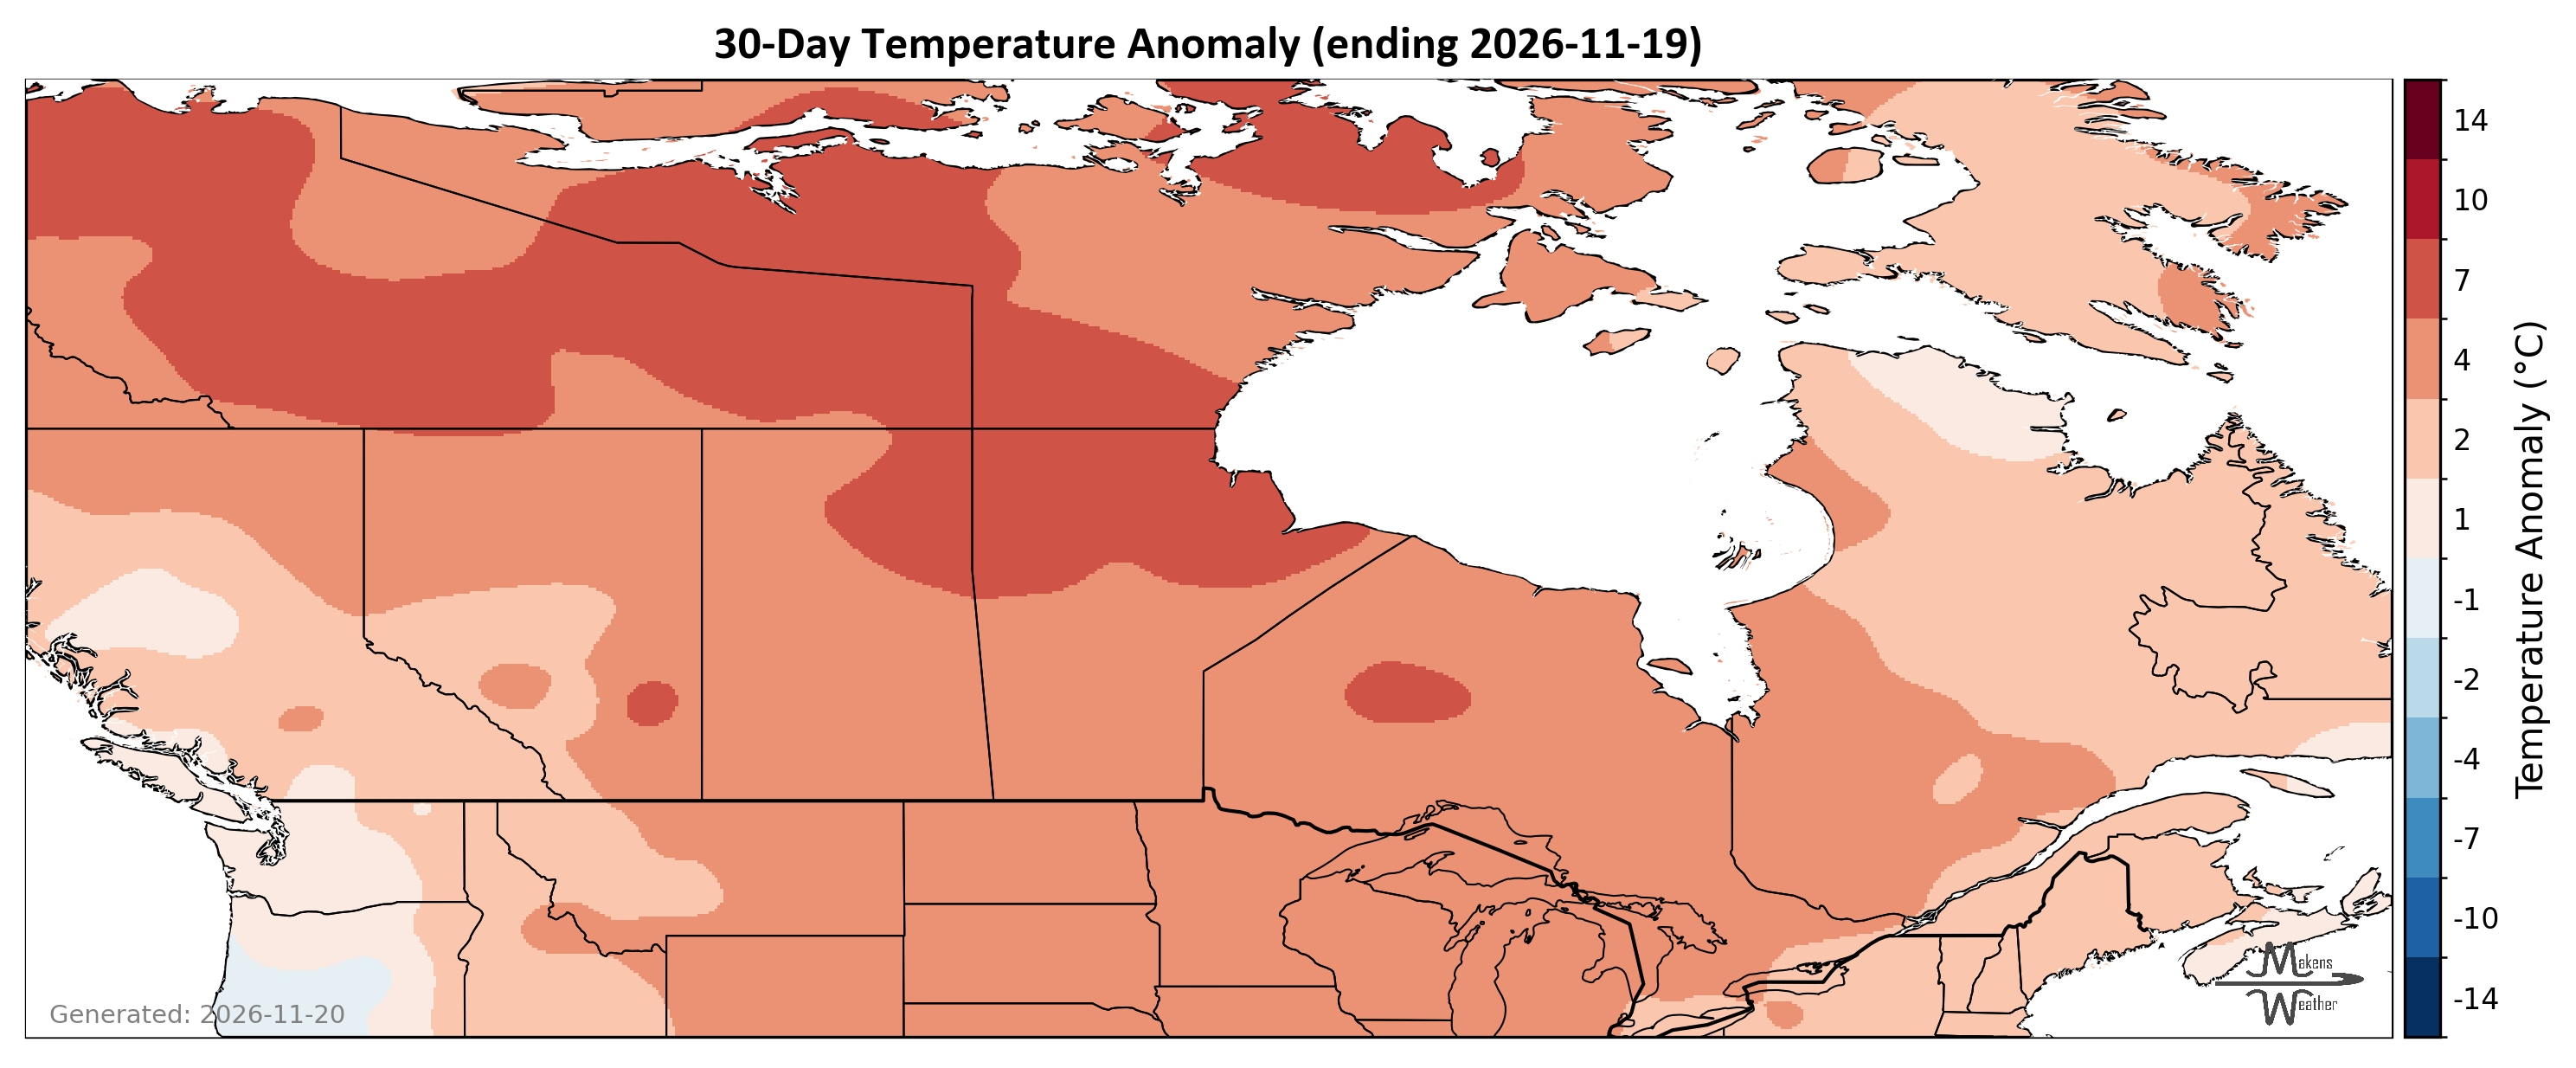 30-Day Temperature Anomaly (ending 2026-11-19)
14
10
7
4
2
1
-1
-2
-4
-7
-10
-14
Temperature Anomaly (°C)
Makens
Weather
Generated: 2026-11-20